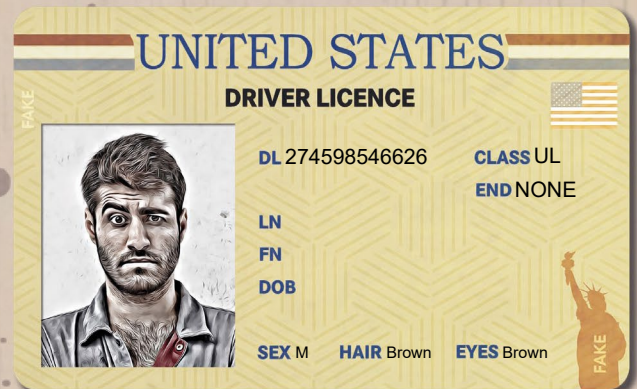 UNITED STATES
DRIVER LICENCE
FAKE
DL 274598546626 CLASS UL
END NONE
LN
FN
DOB
SEX M HAIR Brown EYES Brown
FAKE